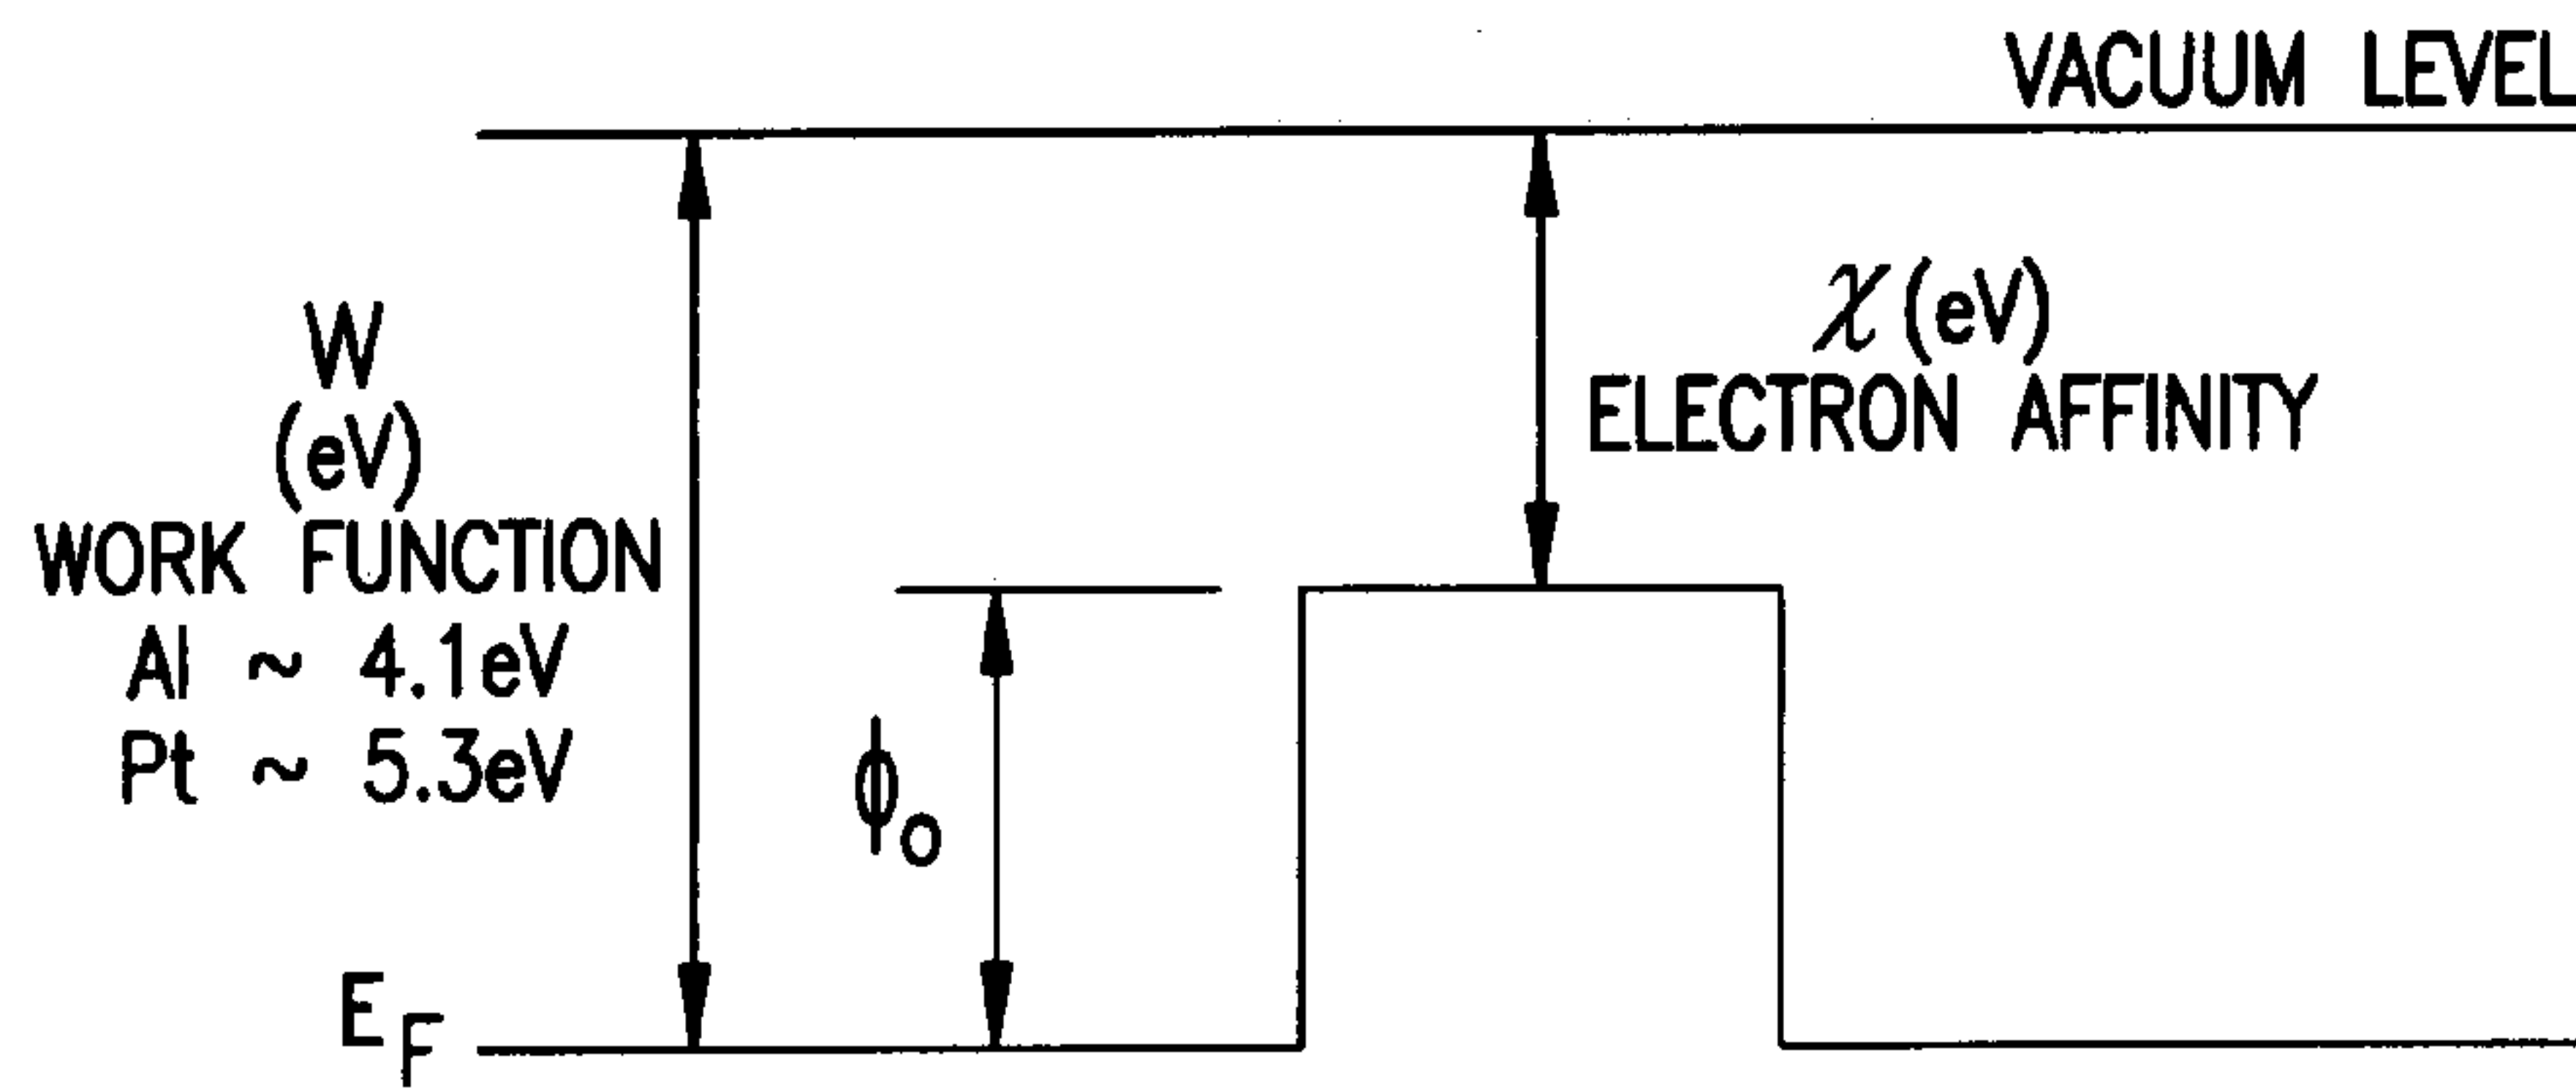 VACUUM LEVEL
W
(eV)
WORK FUNCTION
Al ~ 4.1eV
Pt ~ 5.3eV
χ(eV)
ELECTRON AFFINITY
ϕo
EF